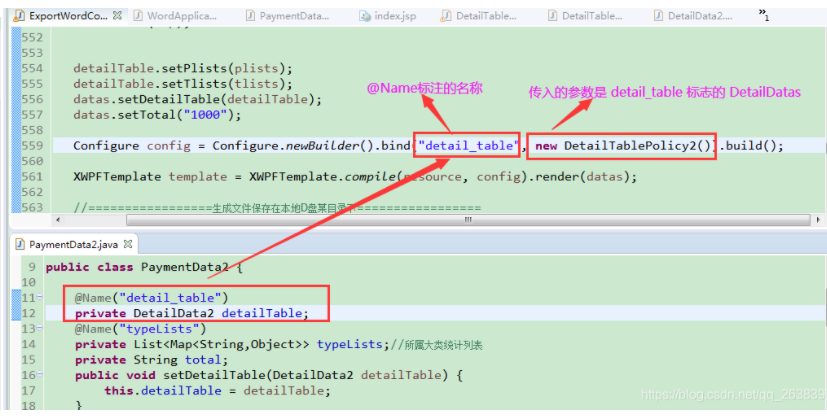 ExportWordCo... WordApplica... PaymentData... index.jsp DetailTable... DetailTable... DetailData2.... »1
552
553
554 detailTable.setPlists(plists);
555 detailTable.setTlists(tlists);
@Name标注的名称
传入的参数是 detail_table 标志的 DetailDatas
556 datas.setDetailTable(detailTable);
557 datas.setTotal("1000");
558
559 Configure config = Configure.newBuilder().bind("detail_table", new DetailTablePolicy2()).build();
560
561 XWPFTemplate template = XWPFTemplate.compile(resource, config).render(datas);
562
563 //=================生成文件保存在本地D盘某目录下=================
PaymentData2.java
9 public class PaymentData2 {
10
11 @Name("detail_table")
12 private DetailData2 detailTable;
13 @Name("typeLists")
14 private List<Map<String,Object>> typeLists;//所属大类统计列表
15 private String total;
16 public void setDetailTable(DetailData2 detailTable) {
17 this.detailTable = detailTable;
18 }
https://blog.csdn.net/qq_263839